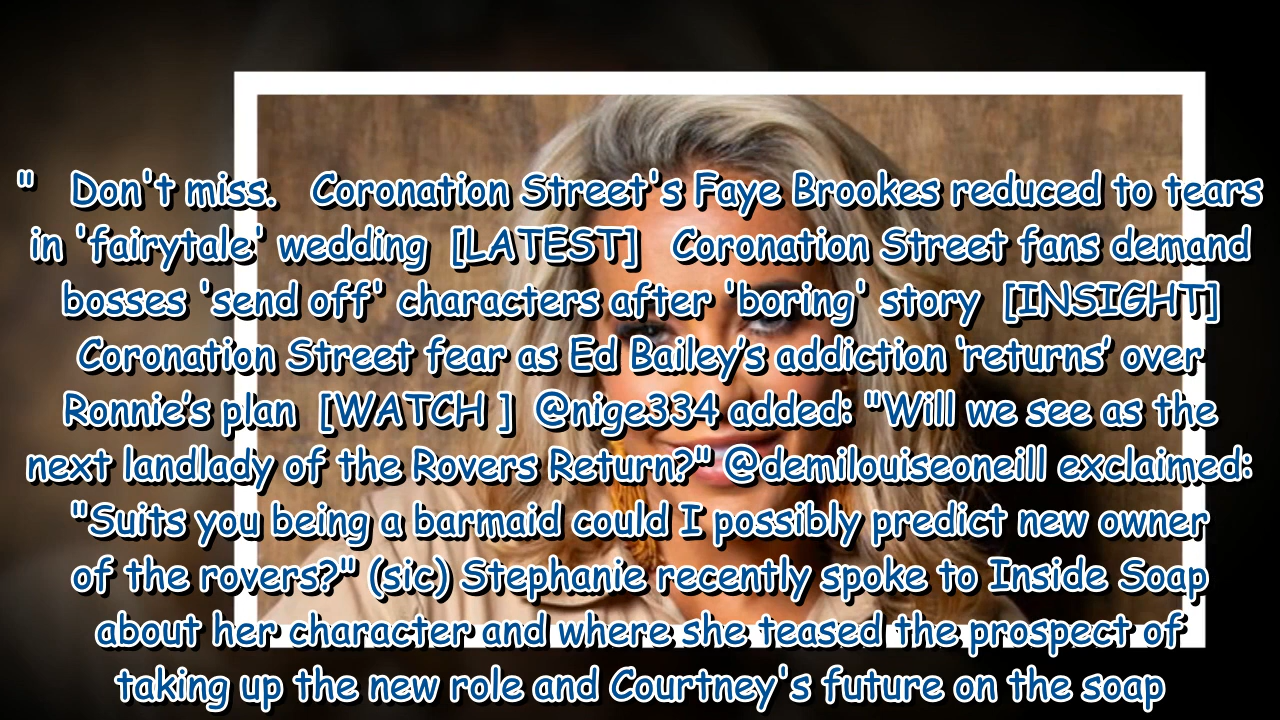 "   Don't miss.   Coronation Street's Faye Brookes reduced to tears
in 'fairytale' wedding  [LATEST]   Coronation Street fans demand
bosses 'send off' characters after 'boring' story  [INSIGHT]
Coronation Street fear as Ed Bailey’s addiction ‘returns’ over
Ronnie’s plan  [WATCH ]  @nige334 added: "Will we see as the
next landlady of the Rovers Return?" @demilouiseoneill exclaimed:
"Suits you being a barmaid could I possibly predict new owner
of the rovers?" (sic) Stephanie recently spoke to Inside Soap
about her character and where she teased the prospect of
taking up the new role and Courtney's future on the soap